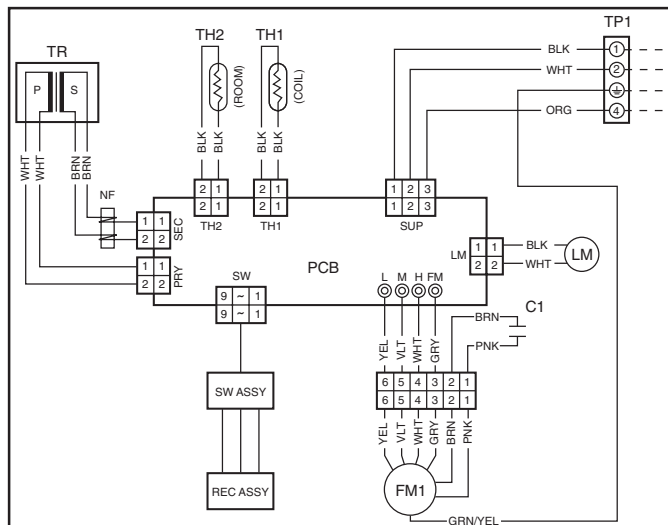 TP1
TR
TH2 TH1
P S
(ROOM) (COIL)
BLK 1
WHT 2
ORG 4
WHT WHT BRN BRN BLK BLK BLK BLK
NF
2 1 2 1 1 2 3
2 1 2 1 1 2 3
TH2 TH1 SUP
1 1
2 2
SEC
1 1
2 2
PRY
PCB
LM 1 1 BLK
2 2 WHT
LM
SW
9 ~ 1
9 ~ 1
L M H FM
BRN C1
PNK
YEL VLT WHT GRY
6 5 4 3 2 1
6 5 4 3 2 1
YEL VLT WHT GRY BRN PNK
SW ASSY
REC ASSY
FM1
GRN/YEL